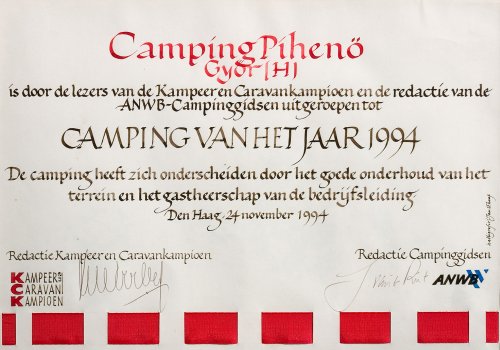 Camping Pihenö
Györ [H]
is door de lezers van de Kampeer en Caravankampioen en de redactie van de
ANWB-Campinggidsen uitgeroepen tot
CAMPING VAN HET JAAR 1994
De camping heeft zich onderscheiden door het goede onderhoud van het
terrein en het gastheerschap van de bedrijfsleiding.
Den Haag, 24 november 1994
Redactie Kampeer en Caravankampioen
Redactie Campinggidsen
KAMPEER EN
CARAVAN
KAMPIOEN
ANWB